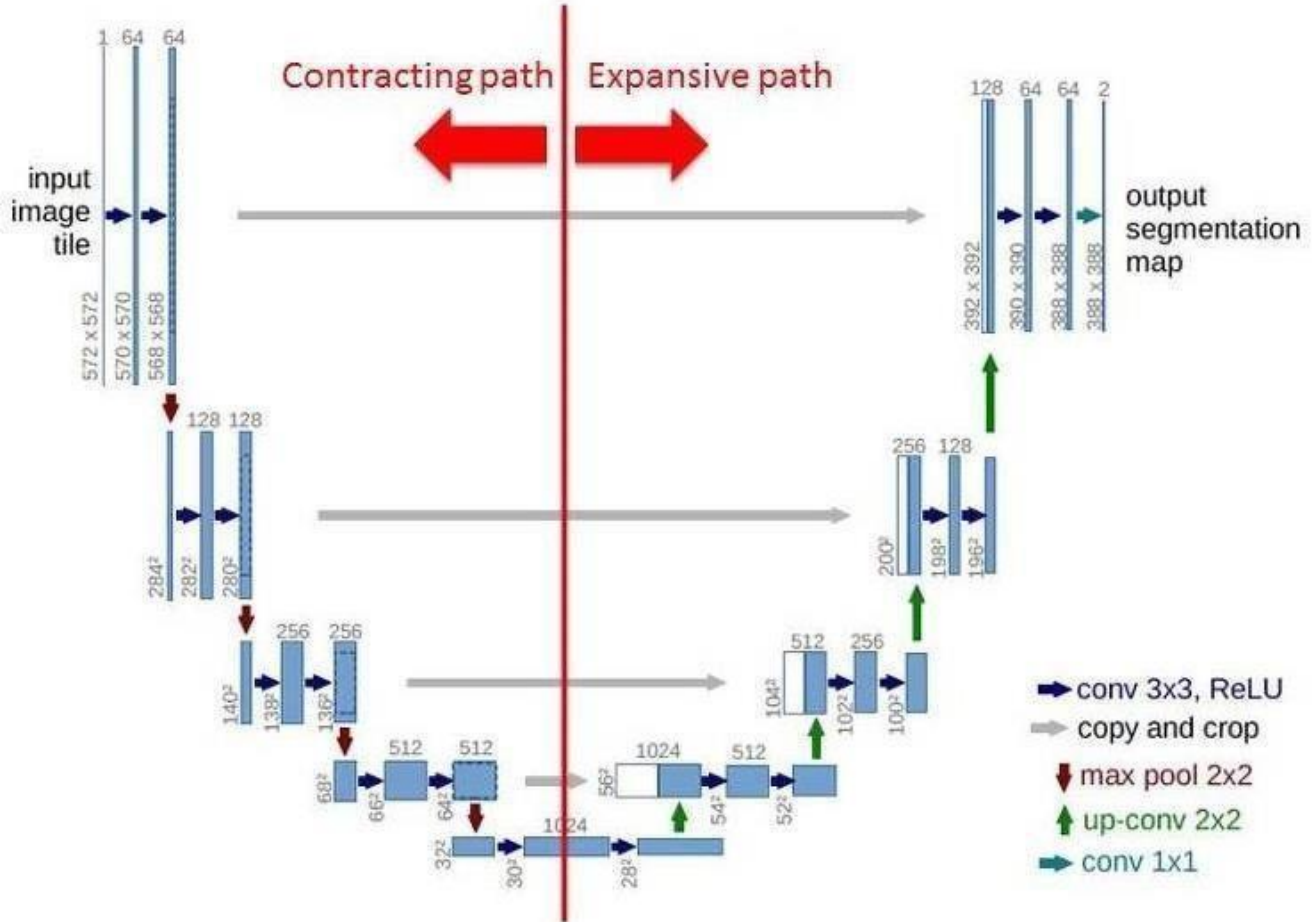 1 64 64
Contracting path
Expansive path
input
image
tile
572 x 572
570 x 570
568 x 568
128 64 64 2
output
segmentation
map
392 x 392
390 x 390
388 x 388
388 x 388
128 128
284²
282²
280²
256 128
200²
198²
196²
256 256
140²
138²
136²
512 256
104²
102²
100²
512 512
68²
66²
64²
1024 512
56²
54²
52²
1024
32²
30²
28²
conv 3x3, ReLU
copy and crop
max pool 2x2
up-conv 2x2
conv 1x1